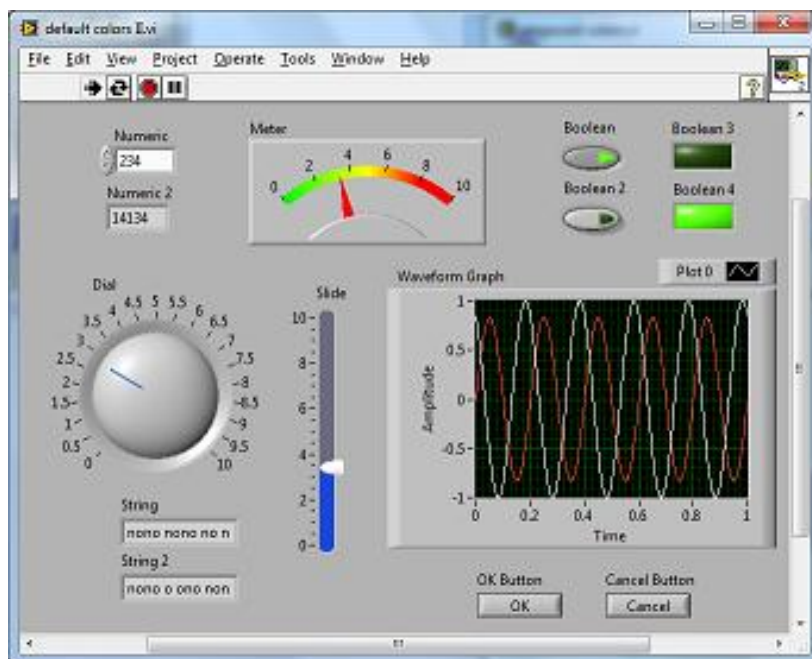 default colors II.vi
File Edit View Project Operate Tools Window Help
Numeric
234
Numeric 2
14134
Meter
0 2 4 6 8 10
Boolean
Boolean 2
Boolean 3
Boolean 4
Dial
0 0.5 1 1.5 2 2.5 3 3.5 4 4.5 5 5.5 6 6.5 7 7.5 8 8.5 9 9.5 10
Slide
10
8
6
4
2
0
Waveform Graph
Plot 0
Amplitude
1
0.5
0
-0.5
-1
0 0.2 0.4 0.6 0.8 1
Time
String
nono nono no n
String 2
nono o ono non
OK Button
OK
Cancel Button
Cancel